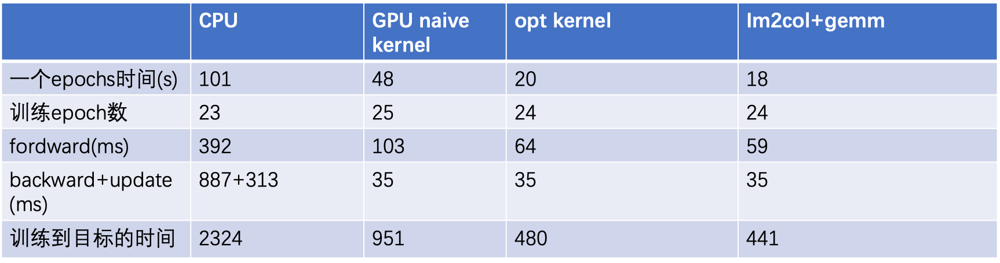 CPU
GPU naive
kernel
opt kernel
Im2col+gemm
一个epochs时间(s)
101
48
20
18
训练epoch数
23
25
24
24
fordward(ms)
392
103
64
59
backward+update
(ms)
887+313
35
35
35
训练到目标的时间
2324
951
480
441